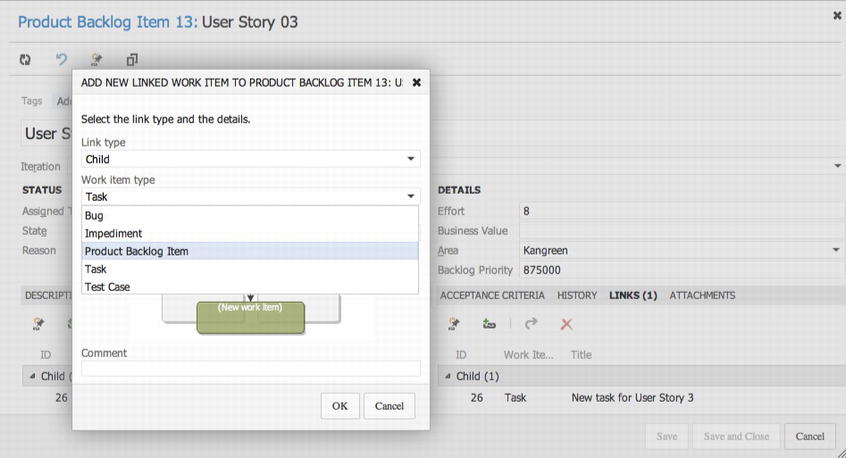 Product Backlog Item 13: User Story 03
ADD NEW LINKED WORK ITEM TO PRODUCT BACKLOG ITEM 13: U
Select the link type and the details.
Link type
Child
Work item type
Task
Bug
Impediment
Product Backlog Item
Task
Test Case
(New work item)
Comment
OK Cancel
Tags Add
User S
Iteration
STATUS
Assigned T
State
Reason
DESCRIPTI
ID
Child (
26
DETAILS
Effort 8
Business Value
Area Kangreen
Backlog Priority 875000
ACCEPTANCE CRITERIA HISTORY LINKS (1) ATTACHMENTS
ID Work Ite... Title
Child (1)
26 Task New task for User Story 3
Save Save and Close Cancel